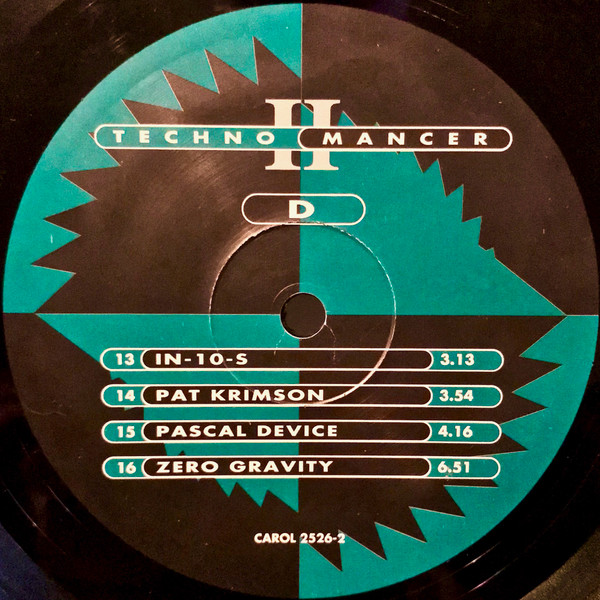 II
TECHNO MANCER
D
13 IN-10-S 3.13
14 PAT KRIMSON 3.54
15 PASCAL DEVICE 4.16
16 ZERO GRAVITY 6.51
CAROL 2526-2